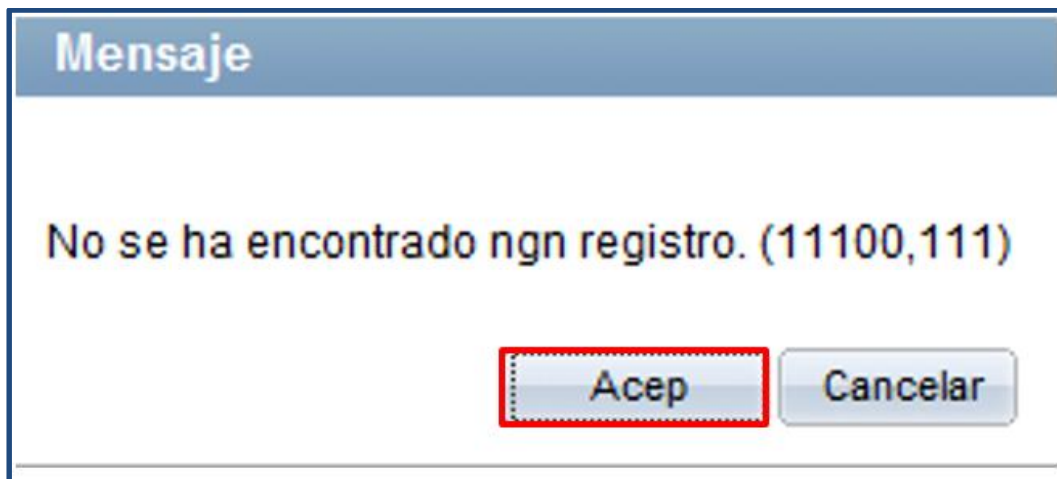 Mensaje
No se ha encontrado ngn registro. (11100,111)
Acep Cancelar